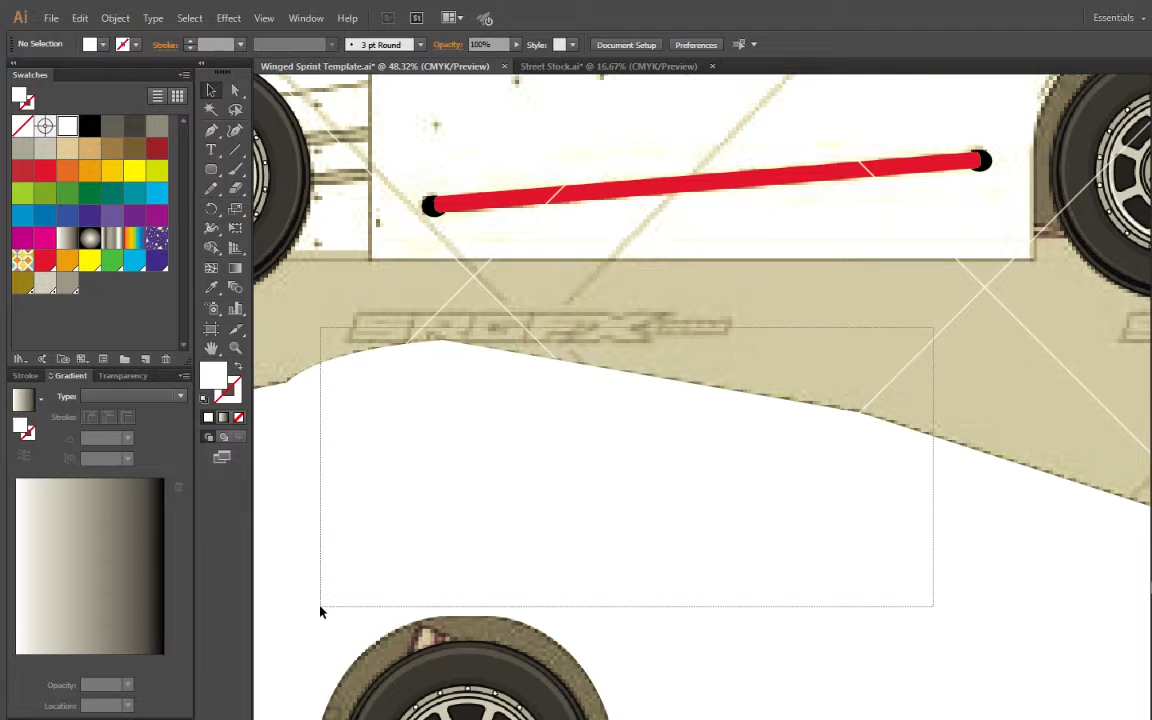 Ai File Edit Object Type Select Effect View Window Help Br St Essentials
No Selection Stroke: 3 pt Round Opacity: 100% Style: Document Setup Preferences
Winged Sprint Template.ai* @ 48.32% (CMYK/Preview) × Street Stock.ai* @ 16.67% (CMYK/Preview) ×
Swatches
Stroke Gradient Transparency
Type:
Stroke:
Opacity:
Location: